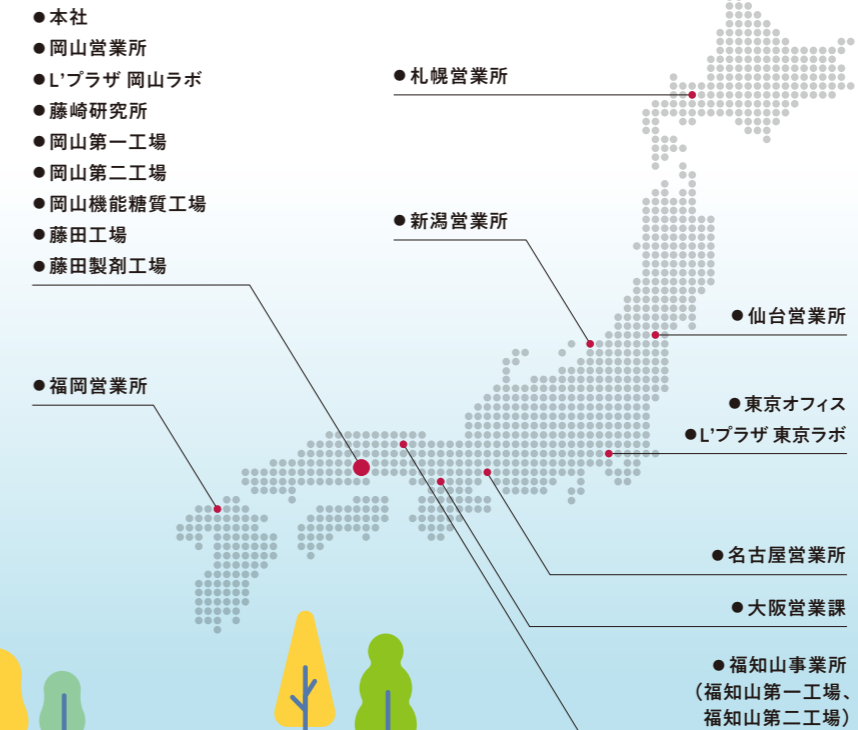 ●本社
●岡山営業所
●L’プラザ 岡山ラボ
●藤崎研究所
●岡山第一工場
●岡山第二工場
●岡山機能糖質工場
●藤田工場
●藤田製剤工場
●福岡営業所
●札幌営業所
●新潟営業所
●仙台営業所
●東京オフィス
●L’プラザ 東京ラボ
●名古屋営業所
●大阪営業課
●福知山事業所
（福知山第一工場、
福知山第二工場）